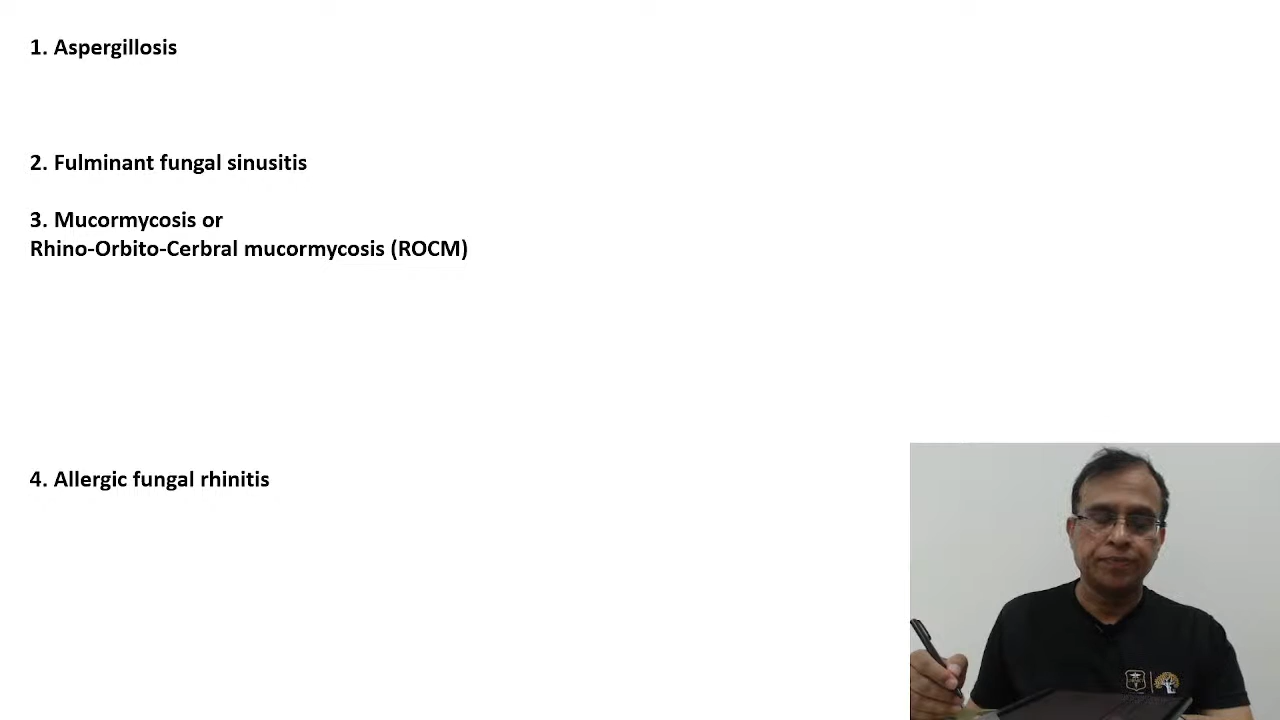 1. Aspergillosis
2. Fulminant fungal sinusitis
3. Mucormycosis or
Rhino-Orbito-Cerbral mucormycosis (ROCM)
4. Allergic fungal rhinitis